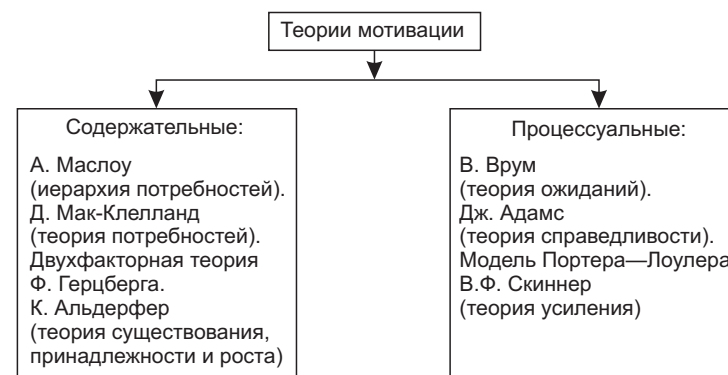 Теории мотивации
Содержательные:
А. Маслоу
(иерархия потребностей).
Д. Мак-Клелланд
(теория потребностей).
Двухфакторная теория
Ф. Герцберга.
К. Альдерфер
(теория существования,
принадлежности и роста)
Процессуальные:
В. Врум
(теория ожиданий).
Дж. Адамс
(теория справедливости).
Модель Портера—Лоулера
В.Ф. Скиннер
(теория усиления)